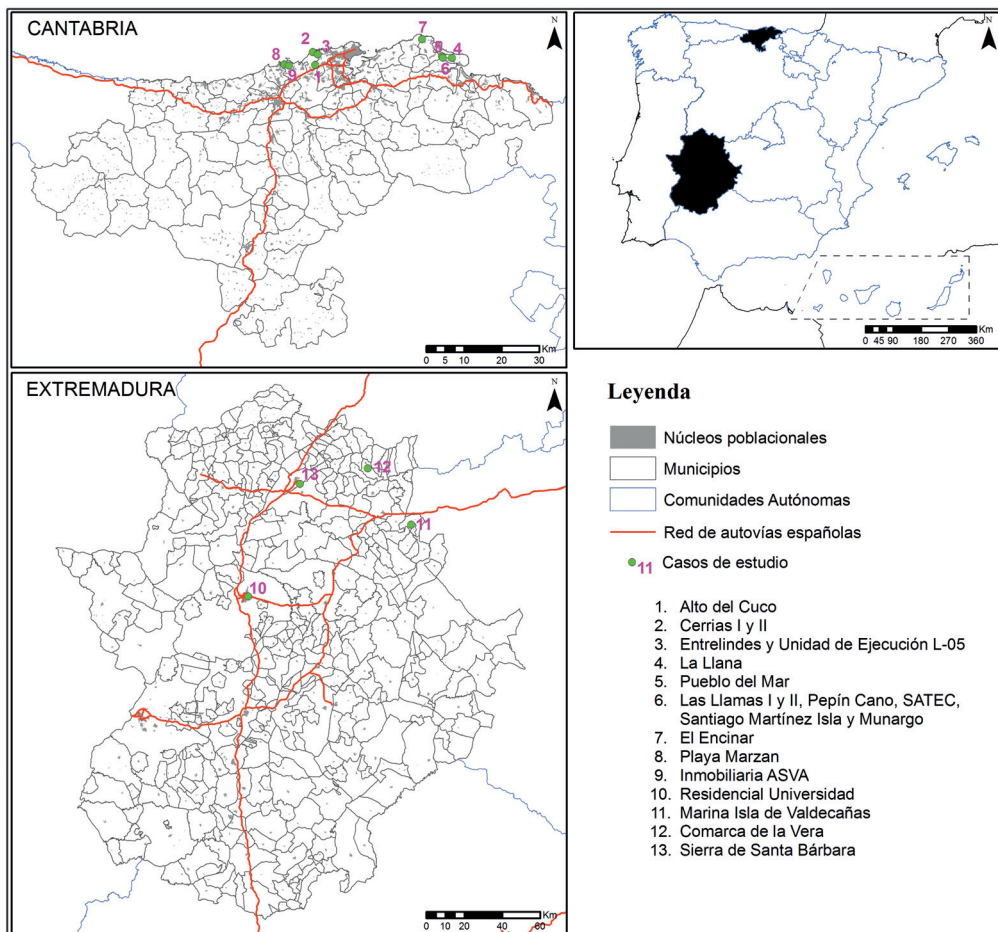 CANTABRIA
N
7
2
3
8
5
4
9
1
6
0 5 10 20 30
Km
N
0 45 90 180 270 360
Km
EXTREMADURA
N
12
13
11
10
0 10 20 40 60
Km
Leyenda
Núcleos poblacionales
Municipios
Comunidades Autónomas
Red de autovías españolas
11 Casos de estudio
1. Alto del Cuco
2. Cerrias I y II
3. Entrelindes y Unidad de Ejecución L-05
4. La Llana
5. Pueblo del Mar
6. Las Llamas I y II, Pepín Cano, SATEC,
Santiago Martínez Isla y Munargo
7. El Encinar
8. Playa Marzan
9. Inmobiliaria ASVA
10. Residencial Universidad
11. Marina Isla de Valdecañas
12. Comarca de la Vera
13. Sierra de Santa Bárbara